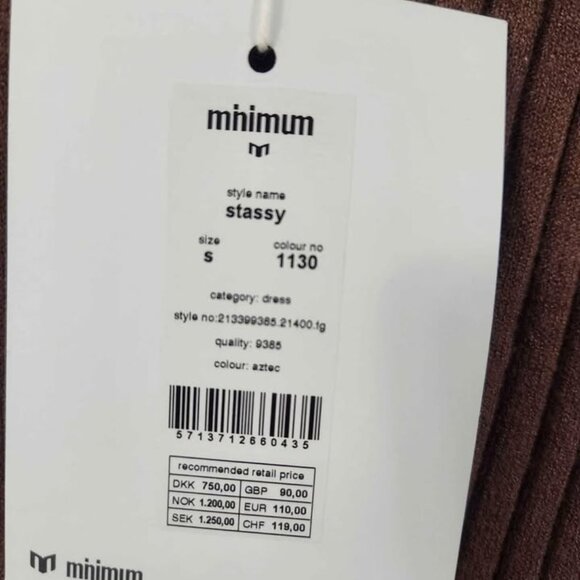 minimum
style name
stassy
size colour no
S 1130
category: dress
style no:213399385.21400.fg
quality: 9385
colour: aztec
5713712660435
recommended retail price
DKK 750,00 GBP 90,00
NOK 1.200,00 EUR 110,00
SEK 1.250,00 CHF 119,00
minimum